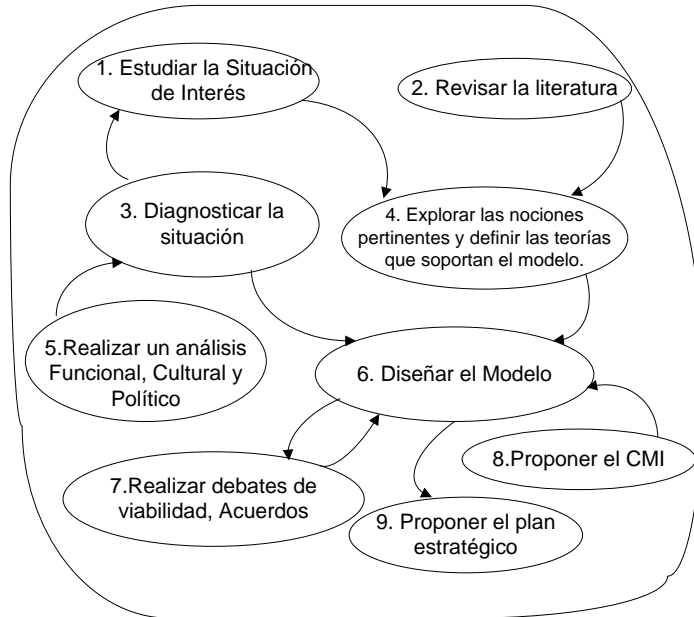 1. Estudiar la Situación
de Interés
2. Revisar la literatura
3. Diagnosticar la
situación
4. Explorar las nociones
pertinentes y definir las teorías
que soportan el modelo.
5.Realizar un análisis
Funcional, Cultural y
Político
6. Diseñar el Modelo
7.Realizar debates de
viabilidad, Acuerdos
8.Proponer el CMI
9. Proponer el plan
estratégico